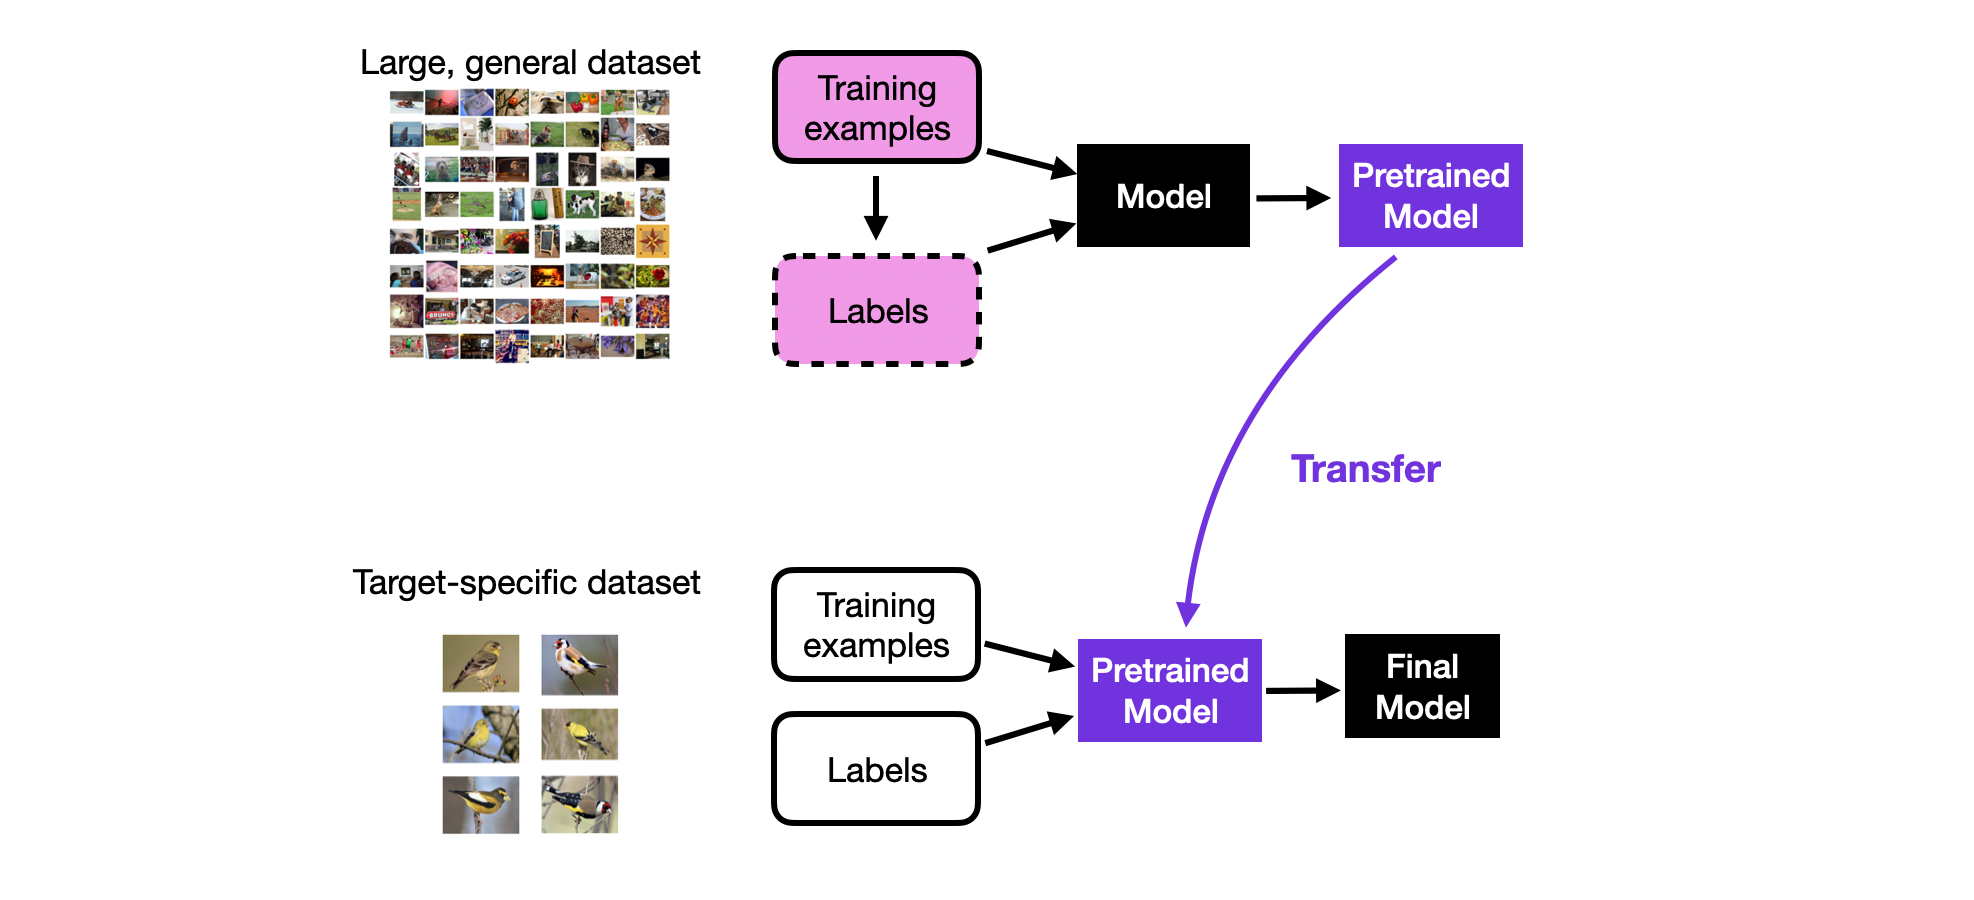 Large, general dataset
Training
examples
Labels
Model
Pretrained
Model
Transfer
Target-specific dataset
Training
examples
Labels
Pretrained
Model
Final
Model